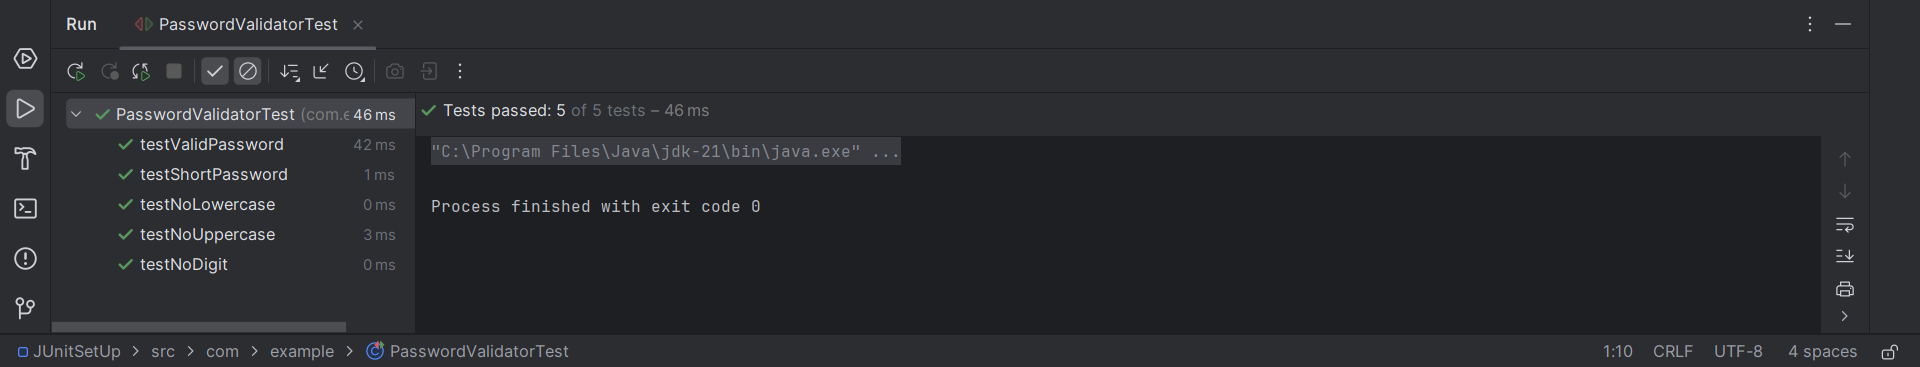 Run PasswordValidatorTest
PasswordValidatorTest (com.e 46 ms
testValidPassword 42 ms
testShortPassword 1 ms
testNoLowercase 0 ms
testNoUppercase 3 ms
testNoDigit 0 ms
Tests passed: 5 of 5 tests – 46 ms
"C:\Program Files\Java\jdk-21\bin\java.exe" ...
Process finished with exit code 0
JUnitSetUp > src > com > example > PasswordValidatorTest 1:10 CRLF UTF-8 4 spaces